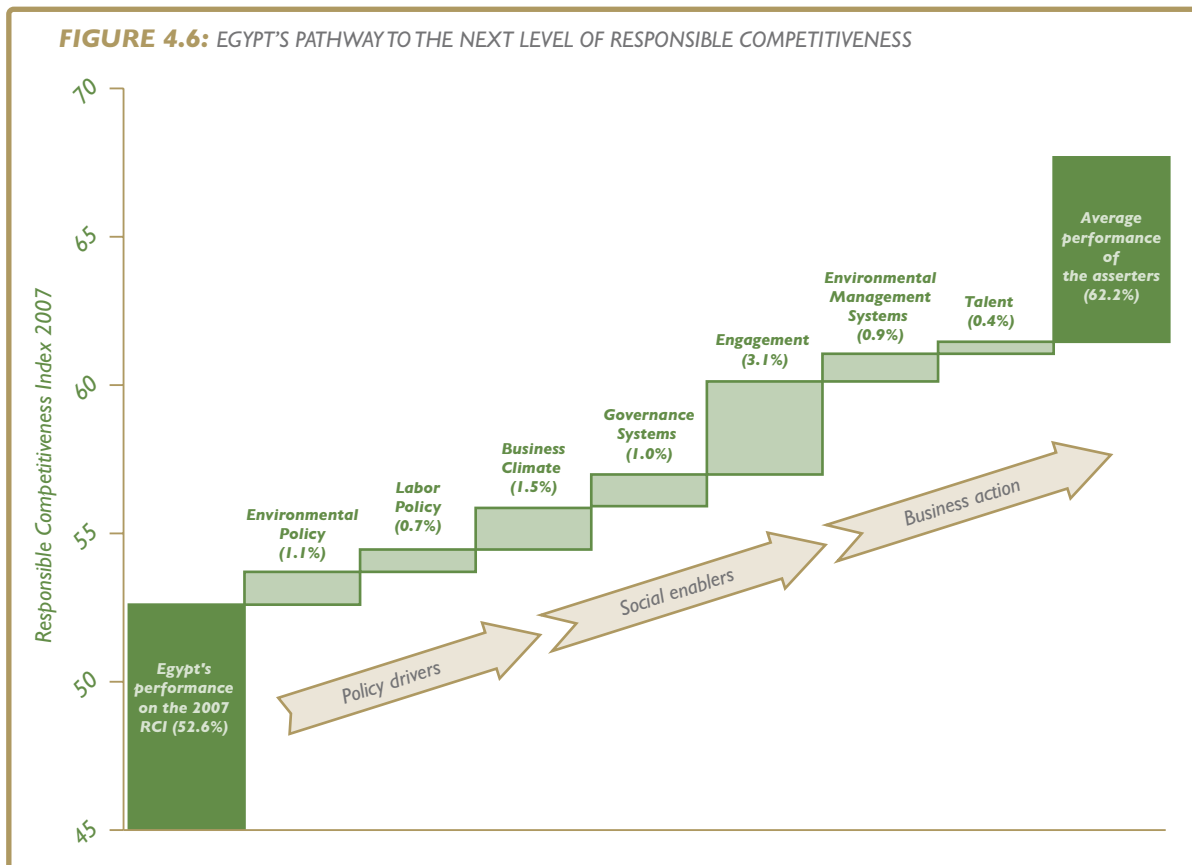 FIGURE 4.6: EGYPT'S PATHWAY TO THE NEXT LEVEL OF RESPONSIBLE COMPETITIVENESS
Responsible Competitiveness Index 2007
70
65
60
55
50
45
Egypt's
performance
on the 2007
RCI (52.6%)
Environmental
Policy
(1.1%)
Labor
Policy
(0.7%)
Business
Climate
(1.5%)
Governance
Systems
(1.0%)
Engagement
(3.1%)
Environmental
Management
Systems
(0.9%)
Talent
(0.4%)
Average
performance
of
the asserters
(62.2%)
Policy drivers
Social enablers
Business action